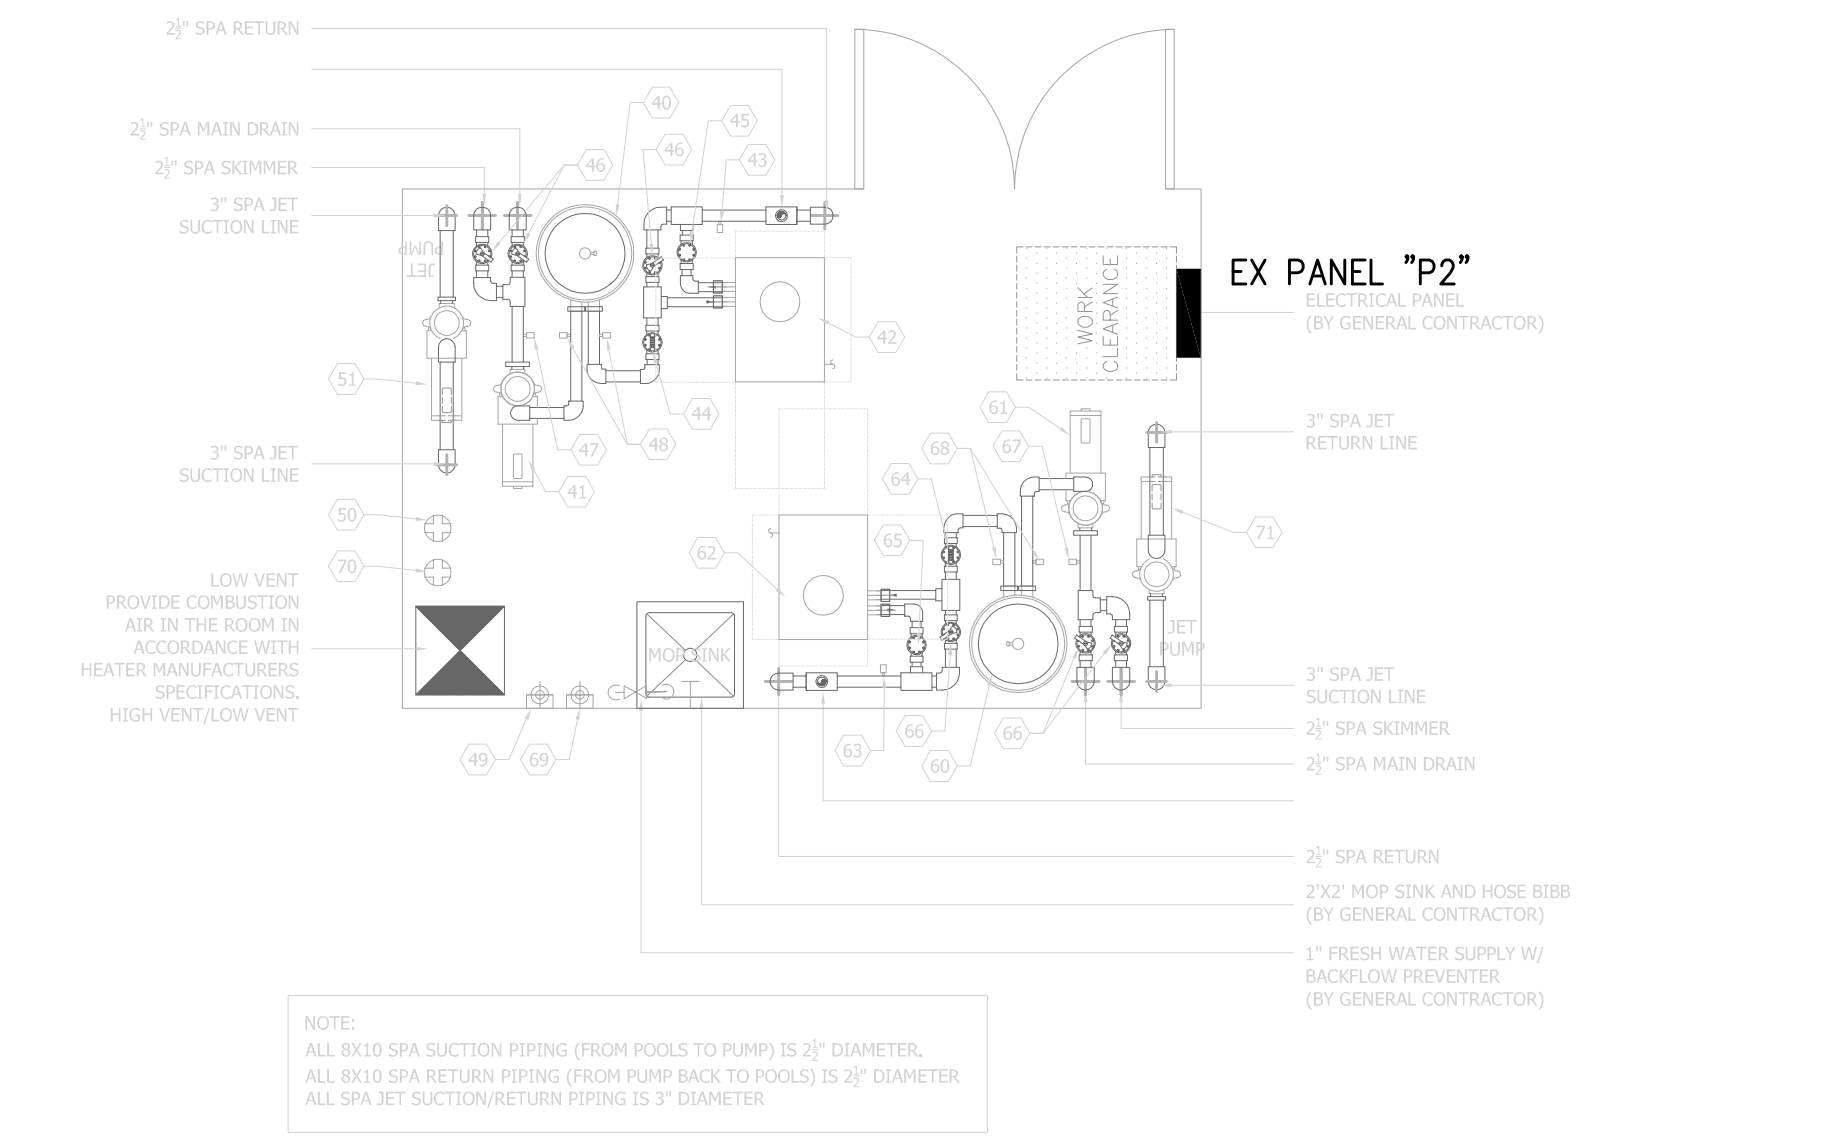 2½" SPA RETURN
2½" SPA MAIN DRAIN
2½" SPA SKIMMER
3" SPA JET
SUCTION LINE
40
45
46
43
46
JET
PUMP
42
51
44
47
48
41
3" SPA JET
SUCTION LINE
50
70
LOW VENT
PROVIDE COMBUSTION
AIR IN THE ROOM IN
ACCORDANCE WITH
HEATER MANUFACTURERS
SPECIFICATIONS.
HIGH VENT/LOW VENT
49
69
MOP SINK
WORK
CLEARANCE
EX PANEL "P2"
ELECTRICAL PANEL
(BY GENERAL CONTRACTOR)
61
68
67
64
65
62
71
3" SPA JET
RETURN LINE
JET
PUMP
63
66
60
66
3" SPA JET
SUCTION LINE
2½" SPA SKIMMER
2½" SPA MAIN DRAIN
2½" SPA RETURN
2'X2' MOP SINK AND HOSE BIBB
(BY GENERAL CONTRACTOR)
1" FRESH WATER SUPPLY W/
BACKFLOW PREVENTER
(BY GENERAL CONTRACTOR)
NOTE:
ALL 8X10 SPA SUCTION PIPING (FROM POOLS TO PUMP) IS 2½" DIAMETER.
ALL 8X10 SPA RETURN PIPING (FROM PUMP BACK TO POOLS) IS 2½" DIAMETER
ALL SPA JET SUCTION/RETURN PIPING IS 3" DIAMETER